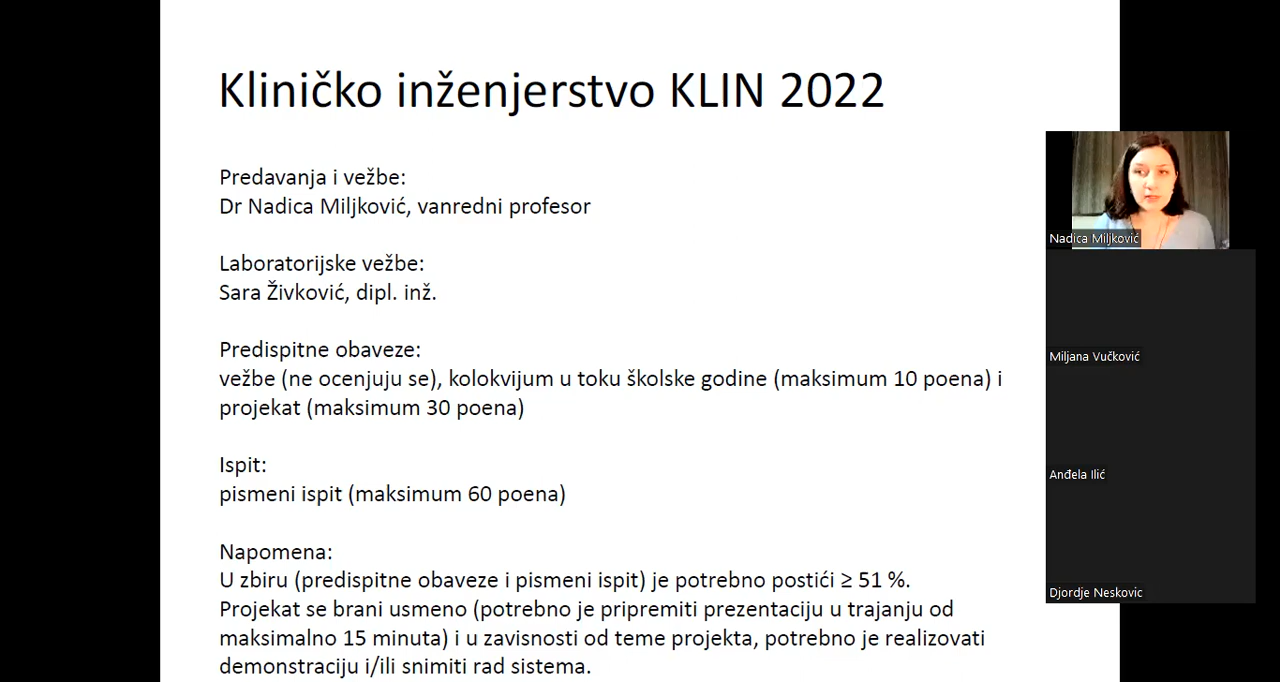 Kliničko inženjerstvo KLIN 2022
Predavanja i vežbe:
Dr Nadica Miljković, vanredni profesor
Laboratorijske vežbe:
Sara Živković, dipl. inž.
Predispitne obaveze:
vežbe (ne ocenjuju se), kolokvijum u toku školske godine (maksimum 10 poena) i
projekat (maksimum 30 poena)
Ispit:
pismeni ispit (maksimum 60 poena)
Napomena:
U zbiru (predispitne obaveze i pismeni ispit) je potrebno postići ≥ 51 %.
Projekat se brani usmeno (potrebno je pripremiti prezentaciju u trajanju od
maksimalno 15 minuta) i u zavisnosti od teme projekta, potrebno je realizovati
demonstraciju i/ili snimiti rad sistema.
Nadica Miljković
Miljana Vučković
Anđela Ilić
Djordje Neskovic